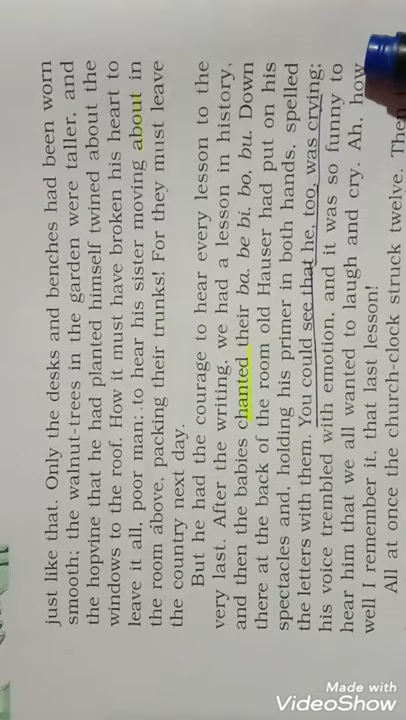 just like that. Only the desks and benches had been worn
smooth; the walnut-trees in the garden were taller, and
the hopvine that he had planted himself twined about the
windows to the roof. How it must have broken his heart to
leave it all, poor man; to hear his sister moving about in
the room above, packing their trunks! For they must leave
the country next day.
But he had the courage to hear every lesson to the
very last. After the writing, we had a lesson in history,
and then the babies chanted their ba, be bi, bo, bu. Down
there at the back of the room old Hauser had put on his
spectacles and, holding his primer in both hands, spelled
the letters with them. You could see that he, too, was crying;
his voice trembled with emotion, and it was so funny to
hear him that we all wanted to laugh and cry. Ah, how
well I remember it, that last lesson!
All at once the church-clock struck twelve. Then
Made with
VideoShow